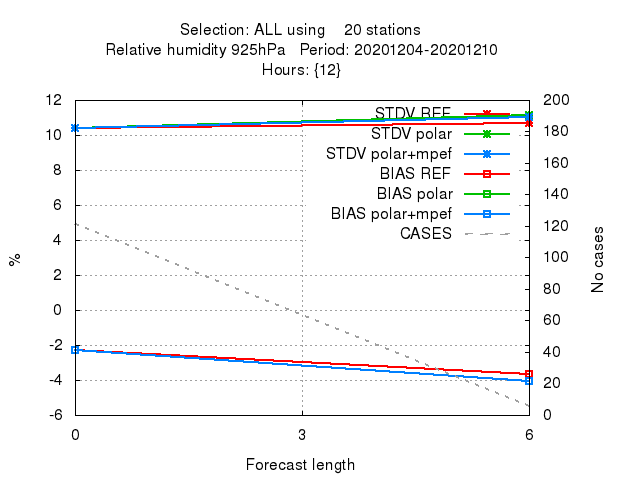 Selection: ALL using 20 stations
Relative humidity 925hPa Period: 20201204-20201210
Hours: {12}
12
10
8
6
4
2
0
-2
-4
-6
%
200
180
160
140
120
100
80
60
40
20
0
No cases
STDV REF
STDV polar
STDV polar+mpef
BIAS REF
BIAS polar
BIAS polar+mpef
CASES
0 3 6
Forecast length